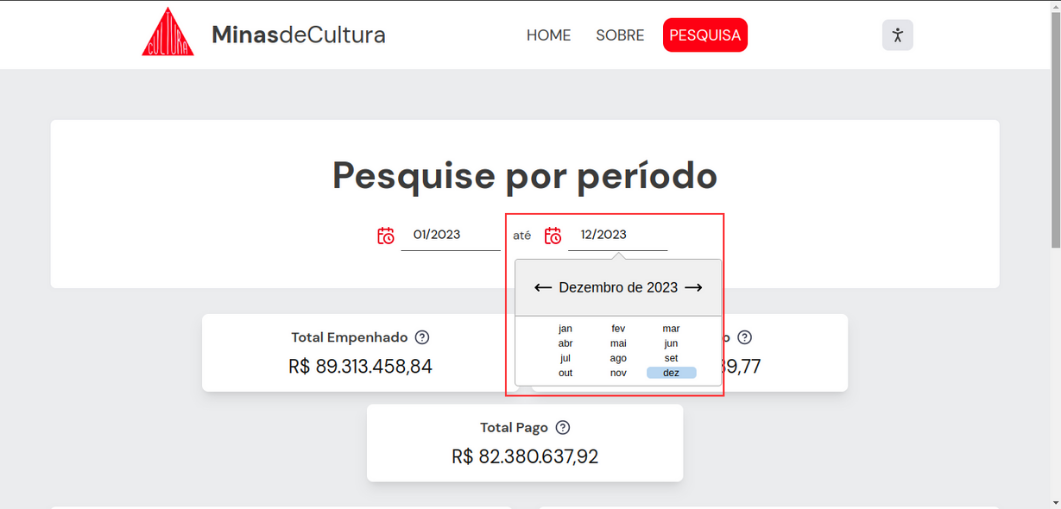 CULTURA
MinasdeCultura
HOME SOBRE PESQUISA
Pesquise por período
01/2023 até 12/2023
Dezembro de 2023
jan fev mar
abr mai jun
jul ago set
out nov dez
Total Empenhado
R$ 89.313.458,84
39,77
Total Pago
R$ 82.380.637,92